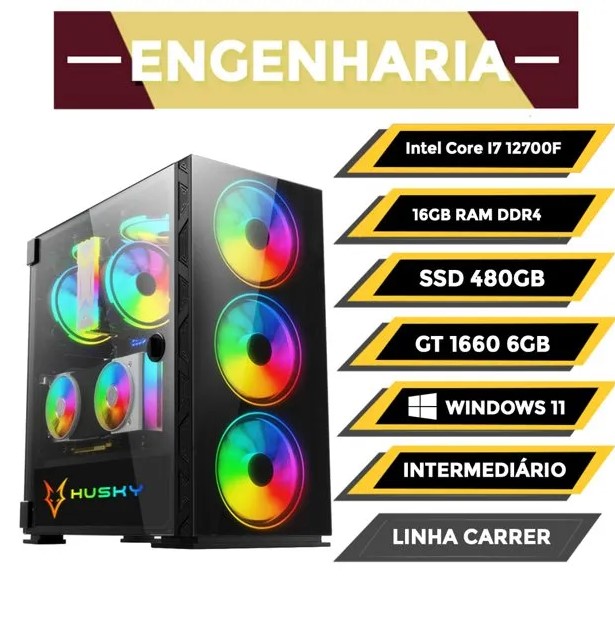 ENGENHARIA
Intel Core I7 12700F
16GB RAM DDR4
SSD 480GB
GT 1660 6GB
WINDOWS 11
INTERMEDIÁRIO
LINHA CARRER
HUSKY